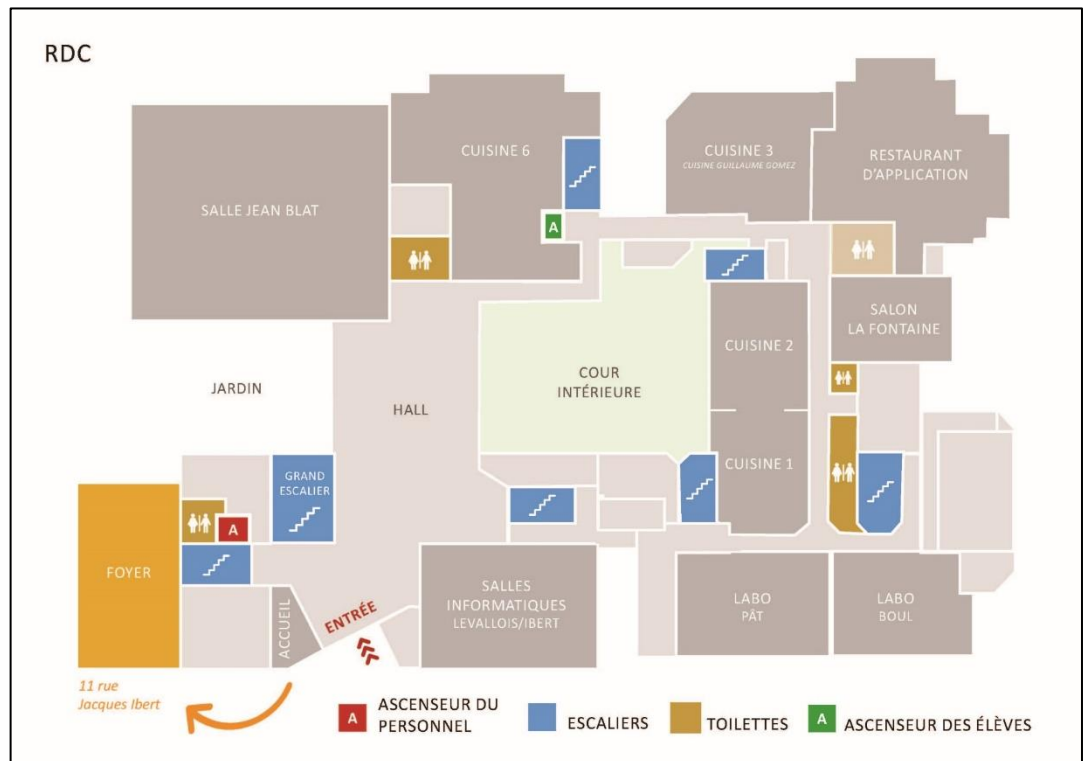 RDC
CUISINE 6
CUISINE 3
CUISINE GUILLAUME GOMEZ
RESTAURANT
D'APPLICATION
SALLE JEAN BLAT
A
SALON
LA FONTAINE
CUISINE 2
COUR
INTÉRIEURE
JARDIN
HALL
CUISINE 1
GRAND
ESCALIER
A
FOYER
SALLES
INFORMATIQUES
LEVALLOIS/IBERT
LABO
PÂT
LABO
BOUL
ACCUEIL
ENTRÉE
11 rue
Jacques Ibert
A
ASCENSEUR DU
PERSONNEL
ESCALIERS
TOILETTES
A
ASCENSEUR DES ÉLÈVES